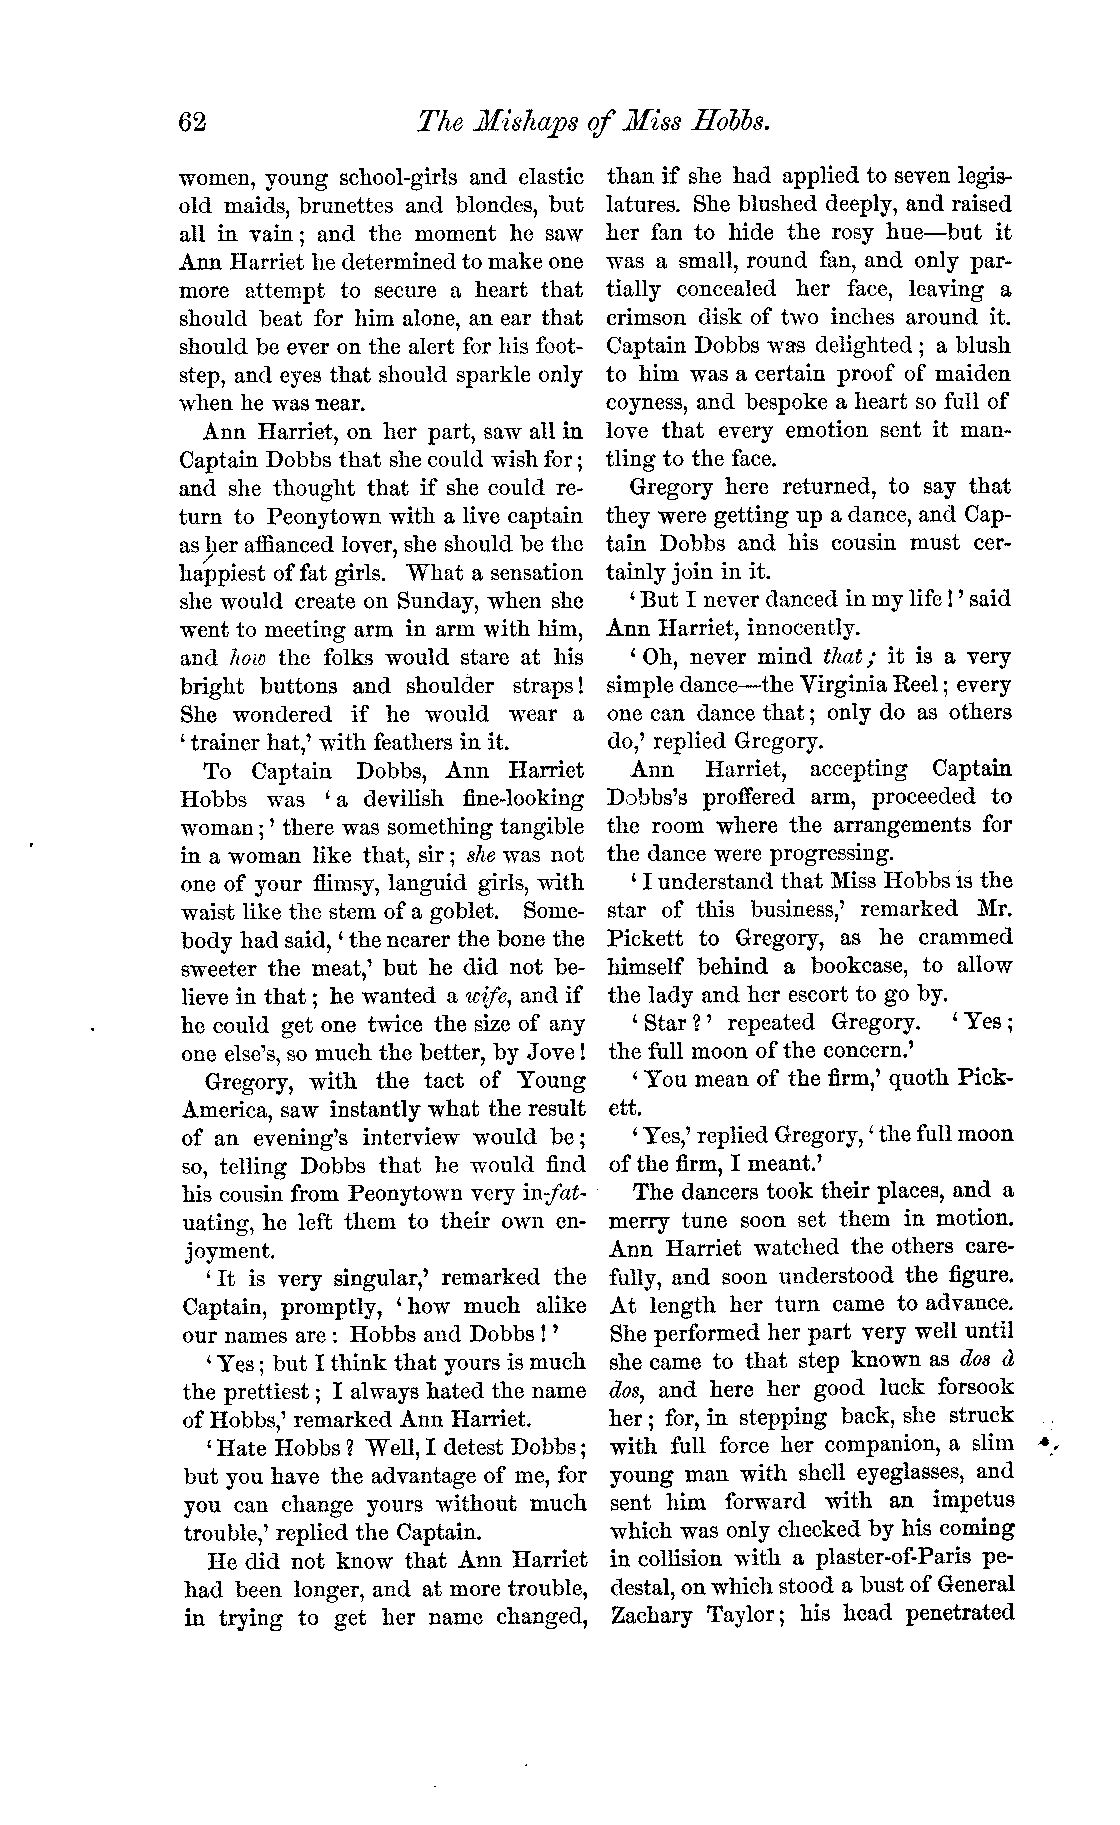 62
The Mishaps of Miss Hobbs.
women, young school-girls and elastic
old maids, brunettes and blondes, but
all in vain; and the moment he saw
Ann Harriet he determined to make one
more attempt to secure a heart that
should beat for him alone, an ear that
should be ever on the alert for his foot-
step, and eyes that should sparkle only
when he was near.
Ann Harriet, on her part, saw all in
Captain Dobbs that she could wish for;
and she thought that if she could re-
turn to Peonytown with a live captain
as her affianced lover, she should be the
happiest of fat girls. What a sensation
she would create on Sunday, when she
went to meeting arm in arm with him,
and how the folks would stare at his
bright buttons and shoulder straps!
She wondered if he would wear a
‘trainer hat,’ with feathers in it.
To Captain Dobbs, Ann Harriet
Hobbs was ‘a devilish fine-looking
woman;’ there was something tangible
in a woman like that, sir; she was not
one of your flimsy, languid girls, with
waist like the stem of a goblet. Some-
body had said, ‘the nearer the bone the
sweeter the meat,’ but he did not be-
lieve in that; he wanted a wife, and if
he could get one twice the size of any
one else's, so much the better, by Jove!
Gregory, with the tact of Young
America, saw instantly what the result
of an evening's interview would be;
so, telling Dobbs that he would find
his cousin from Peonytown very in-fat-
uating, he left them to their own en-
joyment.
‘It is very singular,’ remarked the
Captain, promptly, ‘how much alike
our names are: Hobbs and Dobbs!’
‘Yes; but I think that yours is much
the prettiest; I always hated the name
of Hobbs,’ remarked Ann Harriet.
‘Hate Hobbs? Well, I detest Dobbs;
but you have the advantage of me, for
you can change yours without much
trouble,’ replied the Captain.
He did not know that Ann Harriet
had been longer, and at more trouble,
in trying to get her name changed,
than if she had applied to seven legis-
latures. She blushed deeply, and raised
her fan to hide the rosy hue—but it
was a small, round fan, and only par-
tially concealed her face, leaving a
crimson disk of two inches around it.
Captain Dobbs was delighted; a blush
to him was a certain proof of maiden
coyness, and bespoke a heart so full of
love that every emotion sent it man-
tling to the face.
Gregory here returned, to say that
they were getting up a dance, and Cap-
tain Dobbs and his cousin must cer-
tainly join in it.
‘But I never danced in my life!’ said
Ann Harriet, innocently.
‘Oh, never mind that; it is a very
simple dance—the Virginia Reel; every
one can dance that; only do as others
do,’ replied Gregory.
Ann Harriet, accepting Captain
Dobbs's proffered arm, proceeded to
the room where the arrangements for
the dance were progressing.
‘I understand that Miss Hobbs is the
star of this business,’ remarked Mr.
Pickett to Gregory, as he crammed
himself behind a bookcase, to allow
the lady and her escort to go by.
‘Star?’ repeated Gregory. ‘Yes;
the full moon of the concern.’
‘You mean of the firm,’ quoth Pick-
ett.
‘Yes,’ replied Gregory, ‘the full moon
of the firm, I meant.’
The dancers took their places, and a
merry tune soon set them in motion.
Ann Harriet watched the others care-
fully, and soon understood the figure.
At length her turn came to advance.
She performed her part very well until
she came to that step known as dos à
dos, and here her good luck forsook
her; for, in stepping back, she struck
with full force her companion, a slim
young man with shell eyeglasses, and
sent him forward with an impetus
which was only checked by his coming
in collision with a plaster-of-Paris pe-
destal, on which stood a bust of General
Zachary Taylor; his head penetrated